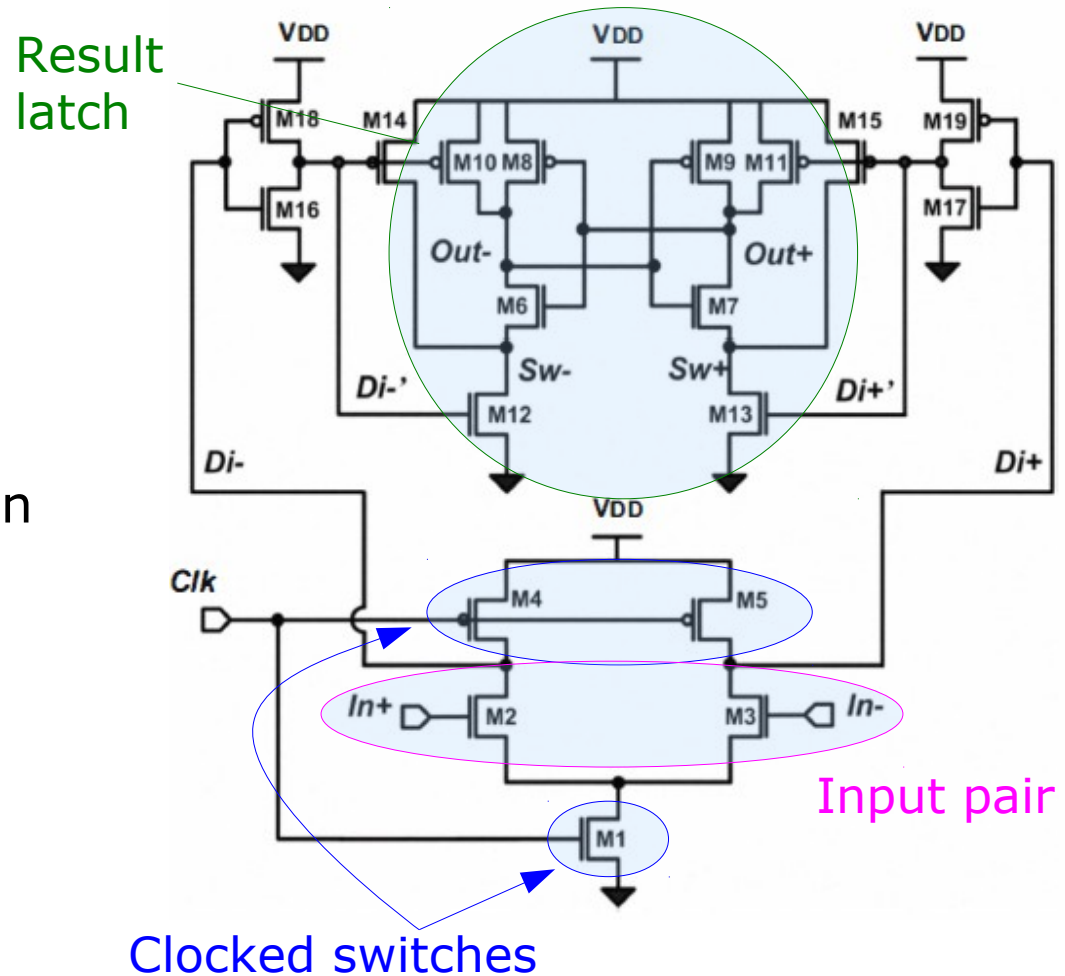 Result
latch
VDD
VDD
VDD
M18
M14
M10
M8
M9
M11
M15
M19
M16
M17
Out-
Out+
M6
M7
Sw-
Sw+
Di-’
Di+’
M12
M13
Di-
Di+
n
VDD
Clk
M4
M5
In+
M2
M3
In-
Input pair
M1
Clocked switches